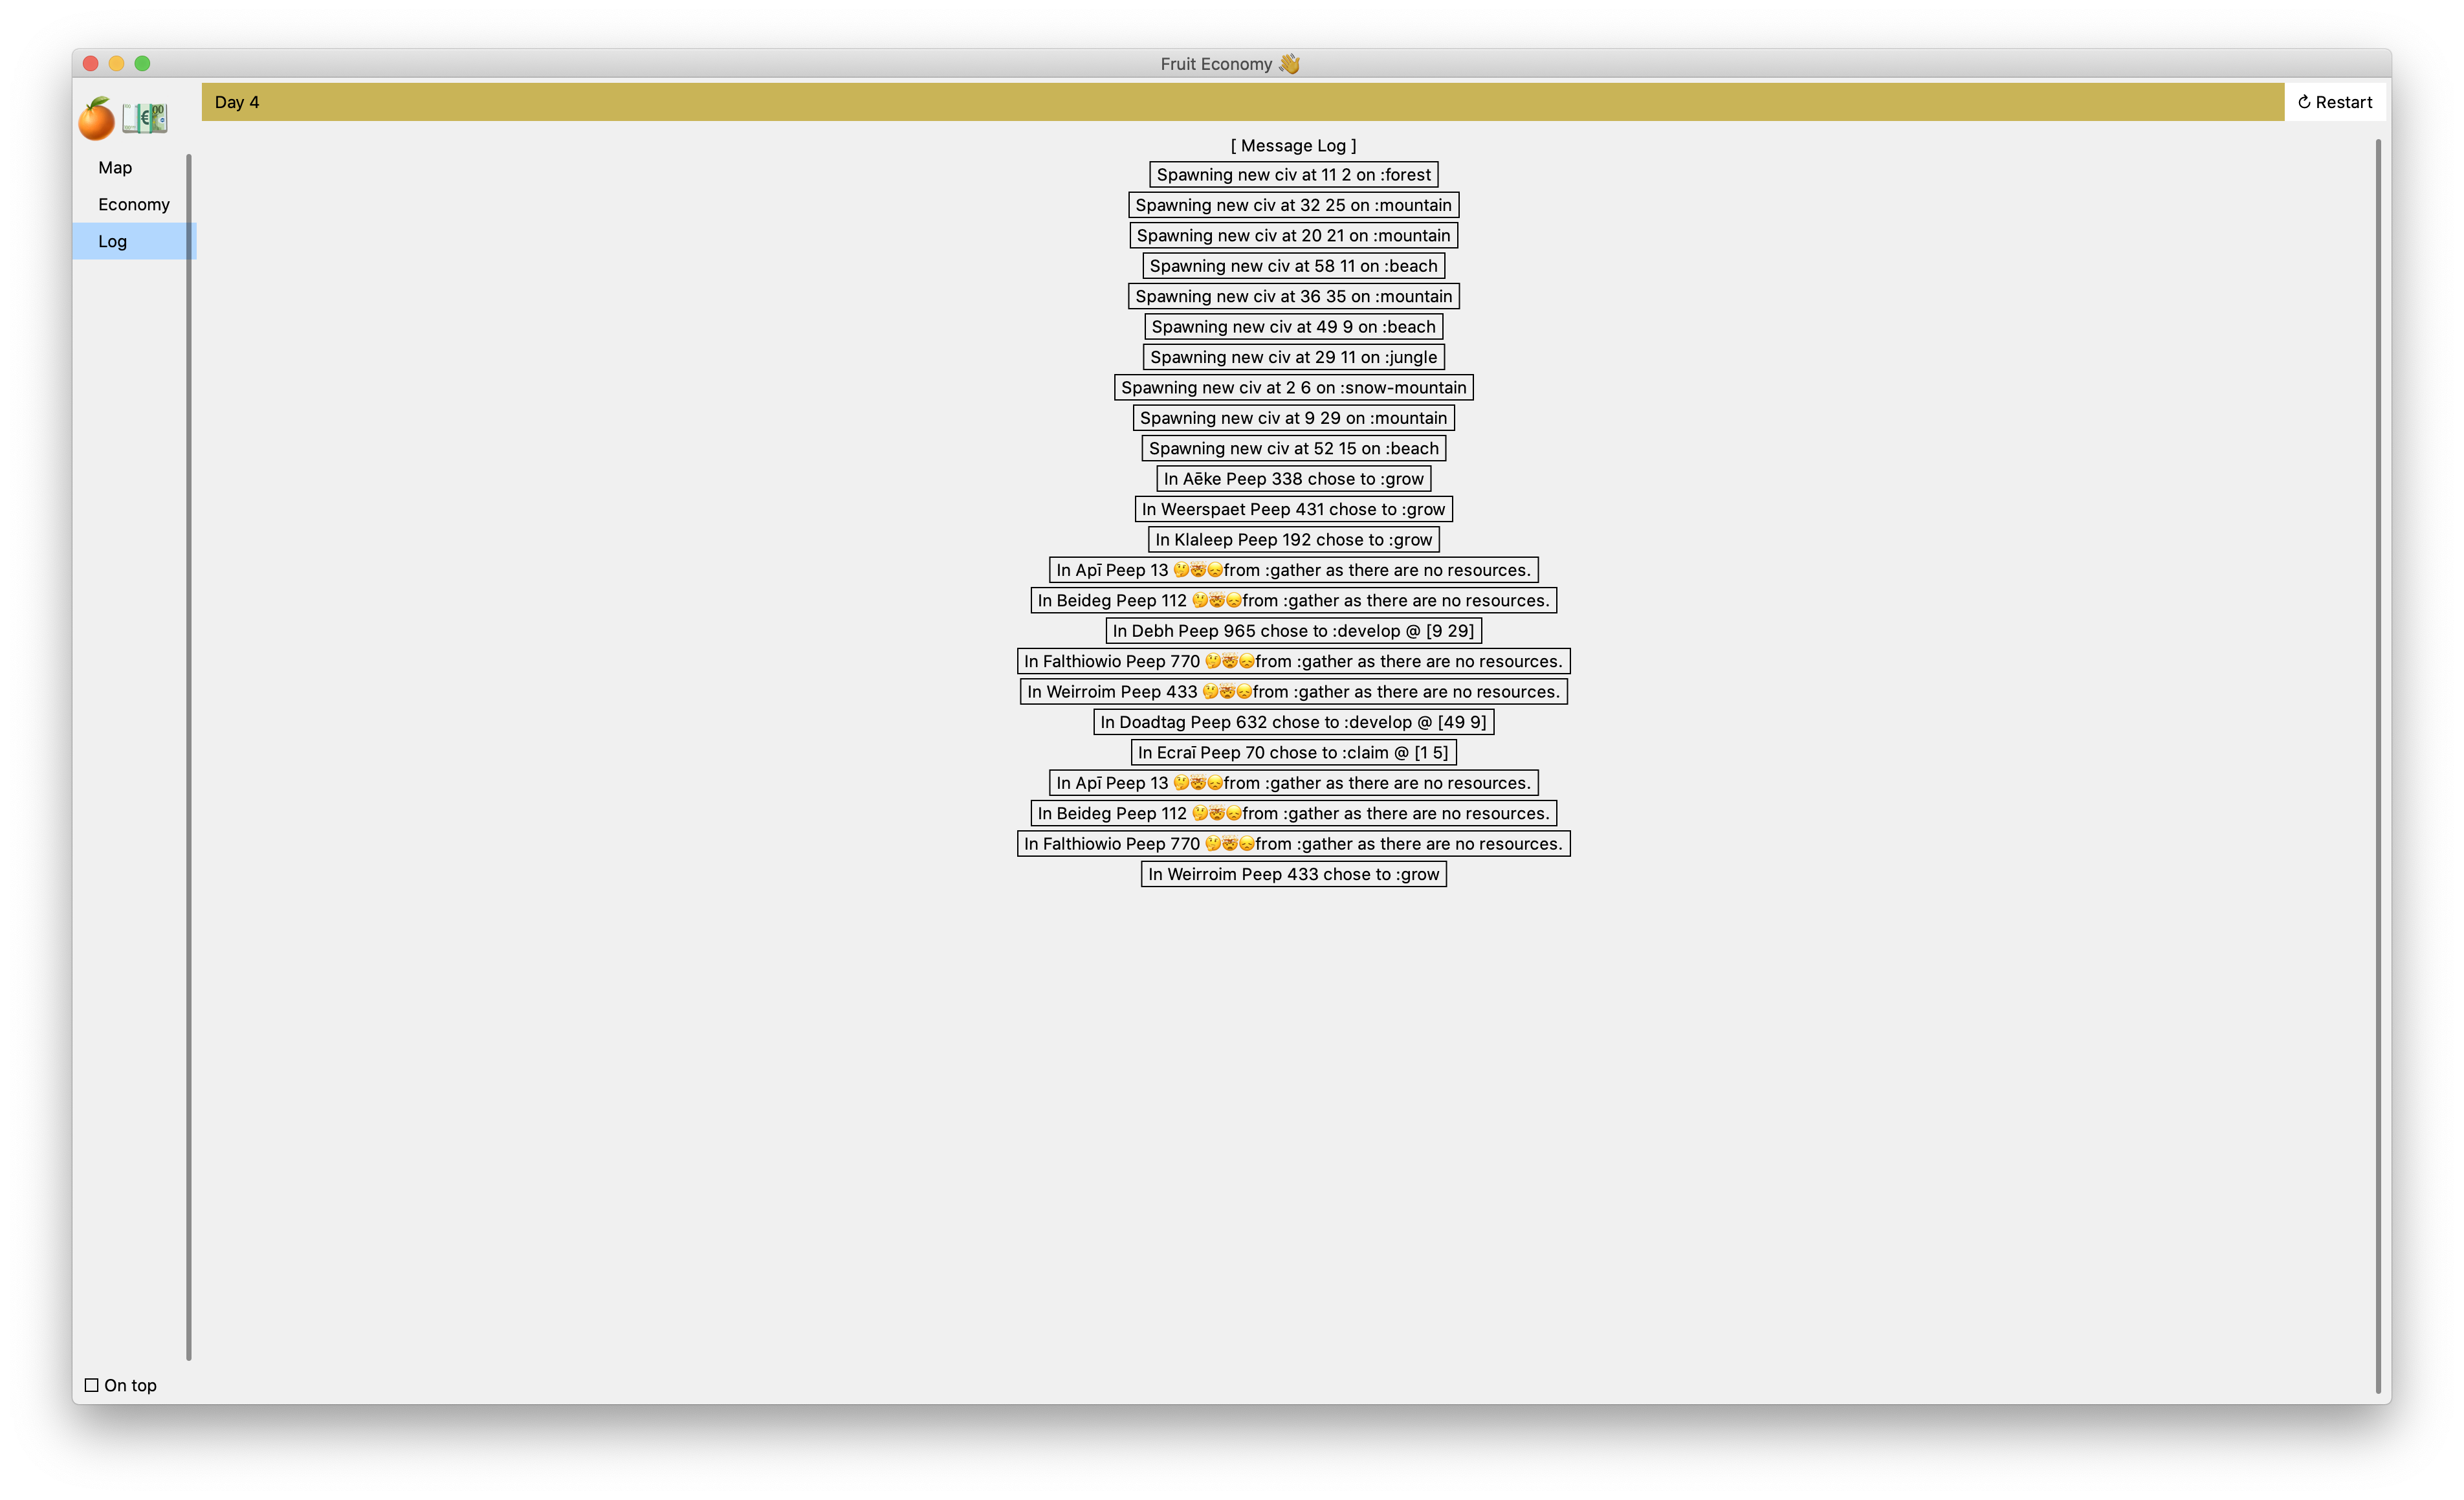 Fruit Economy 👋
Day 4
↻ Restart
Map
Economy
Log
[ Message Log ]
Spawning new civ at 11 2 on :forest
Spawning new civ at 32 25 on :mountain
Spawning new civ at 20 21 on :mountain
Spawning new civ at 58 11 on :beach
Spawning new civ at 36 35 on :mountain
Spawning new civ at 49 9 on :beach
Spawning new civ at 29 11 on :jungle
Spawning new civ at 2 6 on :snow-mountain
Spawning new civ at 9 29 on :mountain
Spawning new civ at 52 15 on :beach
In Aēke Peep 338 chose to :grow
In Weerspaet Peep 431 chose to :grow
In Klaleep Peep 192 chose to :grow
In Apī Peep 13 🤔🤯😞from :gather as there are no resources.
In Beideg Peep 112 🤔🤯😞from :gather as there are no resources.
In Debh Peep 965 chose to :develop @ [9 29]
In Falthiowio Peep 770 🤔🤯😞from :gather as there are no resources.
In Weirroim Peep 433 🤔🤯😞from :gather as there are no resources.
In Doadtag Peep 632 chose to :develop @ [49 9]
In Ecraī Peep 70 chose to :claim @ [1 5]
In Apī Peep 13 🤔🤯😞from :gather as there are no resources.
In Beideg Peep 112 🤔🤯😞from :gather as there are no resources.
In Falthiowio Peep 770 🤔🤯😞from :gather as there are no resources.
In Weirroim Peep 433 chose to :grow
On top